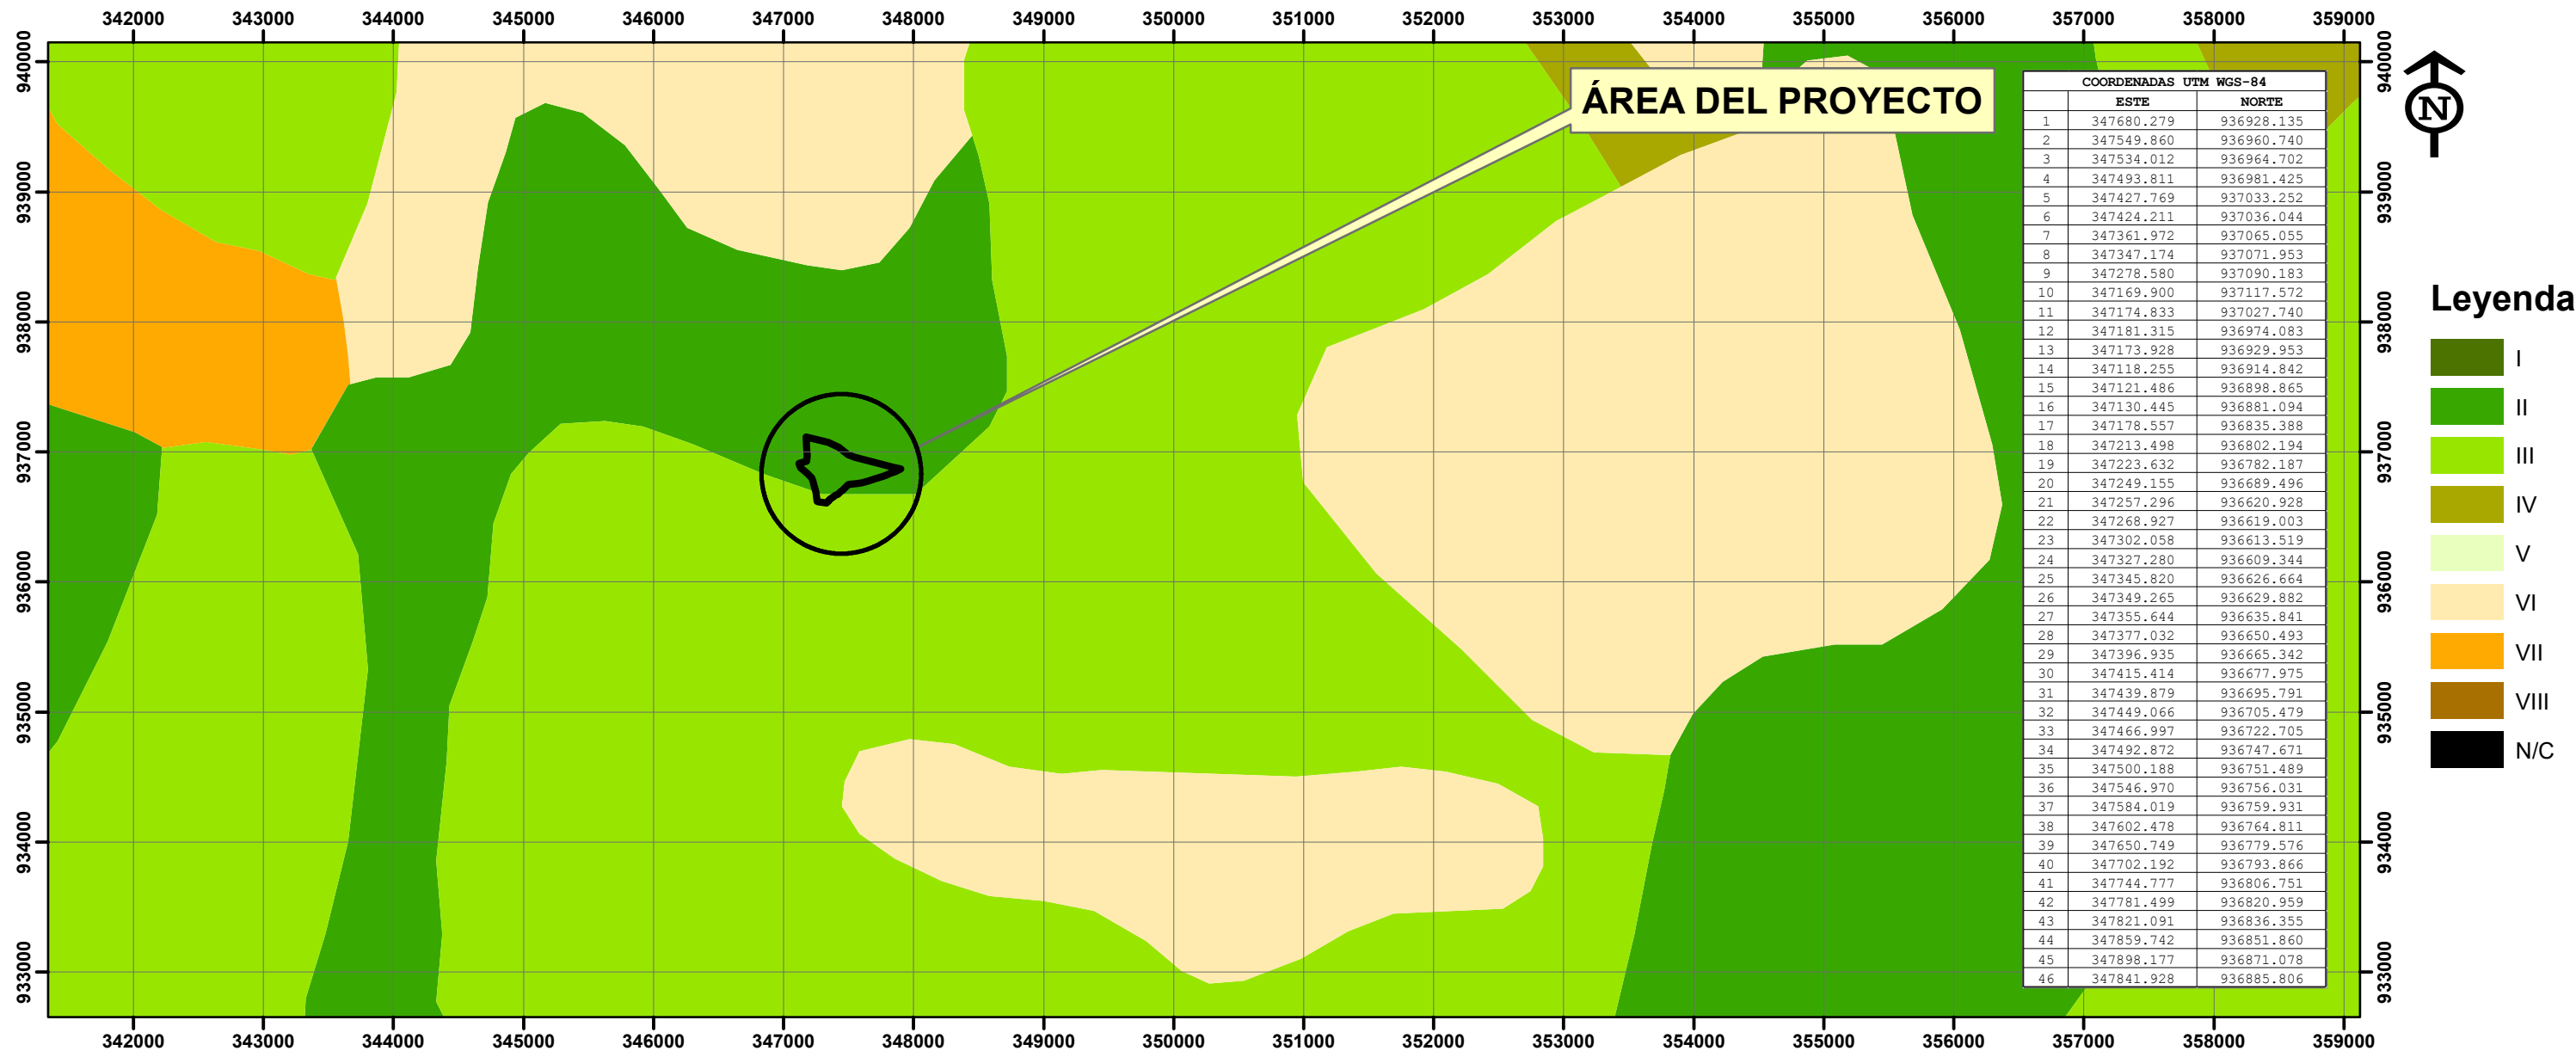 342000 343000 344000 345000 346000 347000 348000 349000 350000 351000 352000 353000 354000 355000 356000 357000 358000 359000
940000
939000
938000
937000
936000
935000
934000
933000
ÁREA DEL PROYECTO
COORDENADAS UTM WGS-84
ESTE NORTE
1 347680.279 936928.135
2 347549.860 936960.740
3 347534.012 936964.702
4 347493.811 936981.425
5 347427.769 937033.252
6 347424.211 937036.044
7 347361.972 937065.055
8 347347.174 937071.953
9 347278.580 937090.183
10 347169.900 937117.572
11 347174.833 937027.740
12 347181.315 936974.083
13 347173.928 936929.953
14 347118.255 936914.842
15 347121.486 936898.865
16 347130.445 936881.094
17 347178.557 936835.388
18 347213.498 936802.194
19 347223.632 936782.187
20 347249.155 936689.496
21 347257.296 936620.928
22 347268.927 936619.003
23 347302.058 936613.519
24 347327.280 936609.344
25 347345.820 936626.664
26 347349.265 936629.882
27 347355.644 936635.841
28 347377.032 936650.493
29 347396.935 936665.342
30 347415.414 936677.975
31 347439.879 936695.791
32 347449.066 936705.479
33 347466.997 936722.705
34 347492.872 936747.671
35 347500.188 936751.489
36 347546.970 936756.031
37 347584.019 936759.931
38 347602.478 936764.811
39 347650.749 936779.576
40 347702.192 936793.866
41 347744.777 936806.751
42 347781.499 936820.959
43 347821.091 936836.355
44 347859.742 936851.860
45 347898.177 936871.078
46 347841.928 936885.806
940000
939000
938000
937000
936000
935000
934000
933000
N
Leyenda
I
II
III
IV
V
VI
VII
VIII
N/C
342000 343000 344000 345000 346000 347000 348000 349000 350000 351000 352000 353000 354000 355000 356000 357000 358000 359000